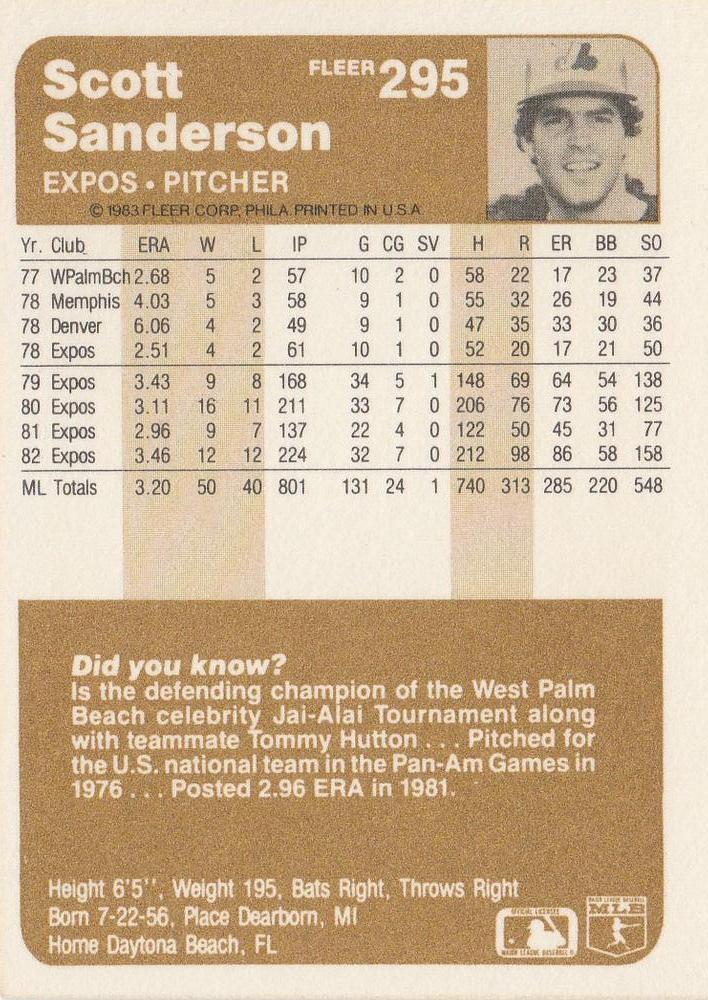 Scott
Sanderson
FLEER 295
EXPOS • PITCHER
© 1983 FLEER CORP., PHILA. PRINTED IN U.S.A.
Yr. Club ERA W L IP G CG SV H R ER BB SO
77 WPalmBch 2.68 5 2 57 10 2 0 58 22 17 23 37
78 Memphis 4.03 5 3 58 9 1 0 55 32 26 19 44
78 Denver 6.06 4 2 49 9 1 0 47 35 33 30 36
78 Expos 2.51 4 2 61 10 1 0 52 20 17 21 50
79 Expos 3.43 9 8 168 34 5 1 148 69 64 54 138
80 Expos 3.11 16 11 211 33 7 0 206 76 73 56 125
81 Expos 2.96 9 7 137 22 4 0 122 50 45 31 77
82 Expos 3.46 12 12 224 32 7 0 212 98 86 58 158
ML Totals 3.20 50 40 801 131 24 1 740 313 285 220 548
Did you know?
Is the defending champion of the West Palm
Beach celebrity Jai-Alai Tournament along
with teammate Tommy Hutton . . . Pitched for
the U.S. national team in the Pan-Am Games in
1976 . . . Posted 2.96 ERA in 1981.
Height 6'5'', Weight 195, Bats Right, Throws Right
Born 7-22-56, Place Dearborn, MI
Home Daytona Beach, FL
OFFICIAL LICENSEE
MAJOR LEAGUE BASEBALL
MAJOR LEAGUE BASEBALL
MLB